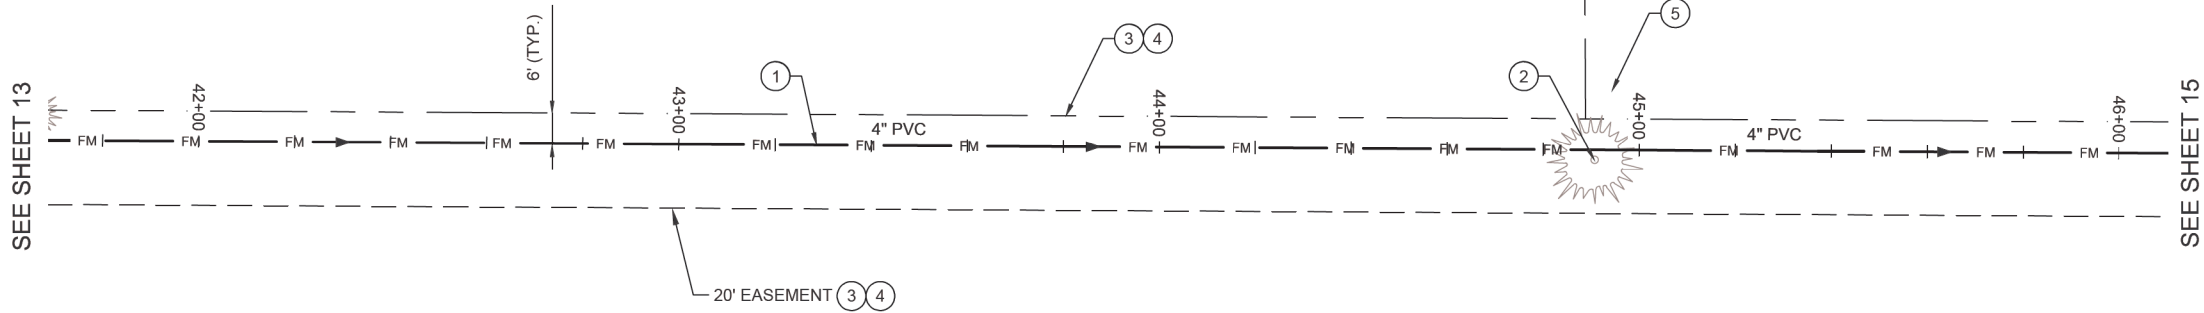 SEE SHEET 13
6' (TYP.)
5
3 4
1
2
42+00
43+00
44+00
45+00
46+00
4" PVC
4" PVC
FM FM FM FM FM FM FM FM FM FM FM FM FM FM FM FM FM FM FM
20' EASEMENT 3 4
SEE SHEET 15